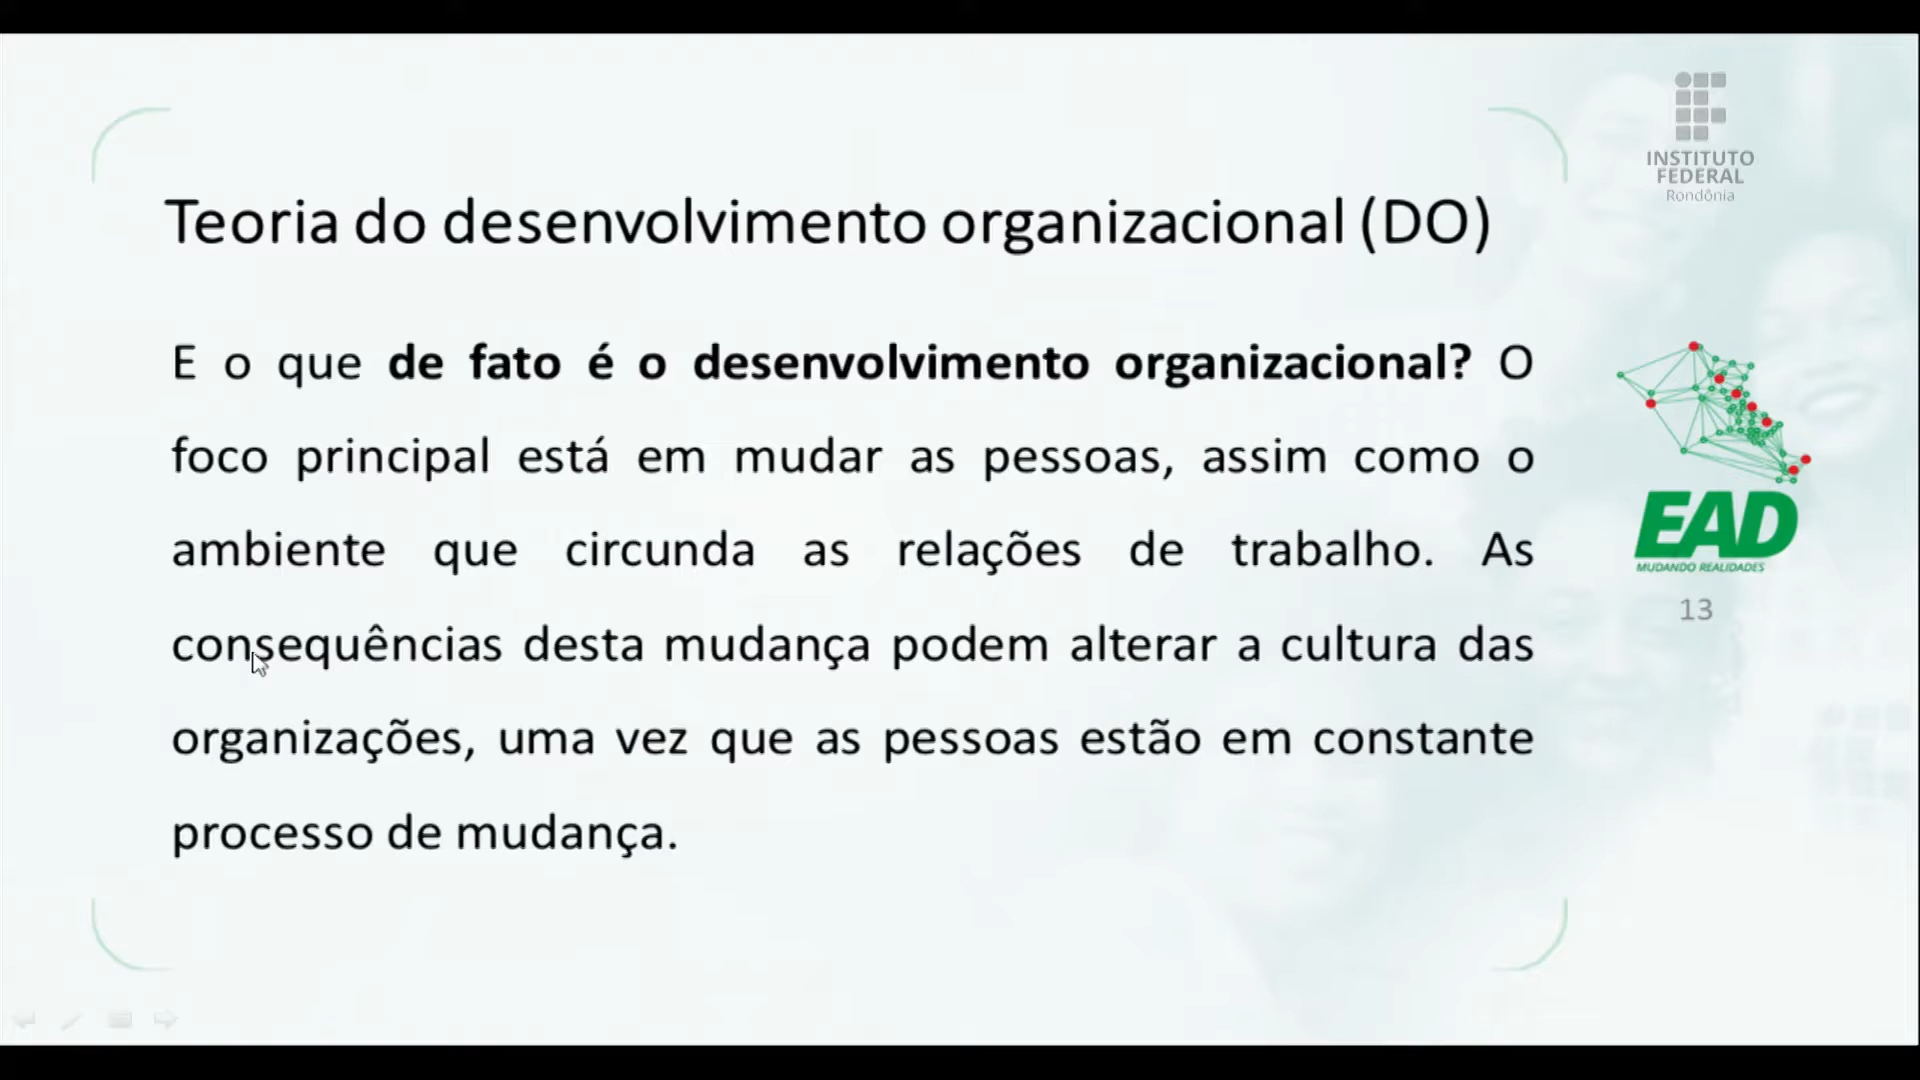 INSTITUTO
FEDERAL
Rondônia
Teoria do desenvolvimento organizacional (DO)
E o que de fato é o desenvolvimento organizacional? O
foco principal está em mudar as pessoas, assim como o
ambiente que circunda as relações de trabalho. As
consequências desta mudança podem alterar a cultura das
organizações, uma vez que as pessoas estão em constante
processo de mudança.
EAD
MUDANDO REALIDADES
13